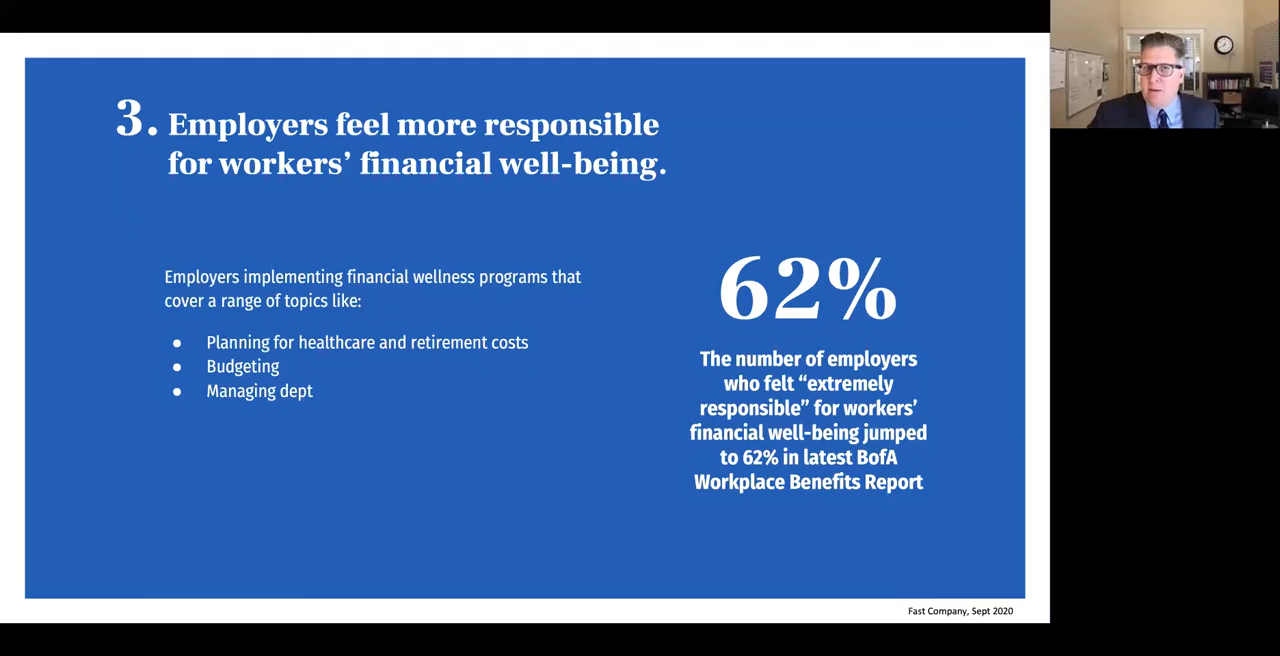 3. Employers feel more responsible
for workers’ financial well-being.
Employers implementing financial wellness programs that
cover a range of topics like:
● Planning for healthcare and retirement costs
● Budgeting
● Managing dept
62%
The number of employers
who felt “extremely
responsible” for workers’
financial well-being jumped
to 62% in latest BofA
Workplace Benefits Report
Fast Company, Sept 2020